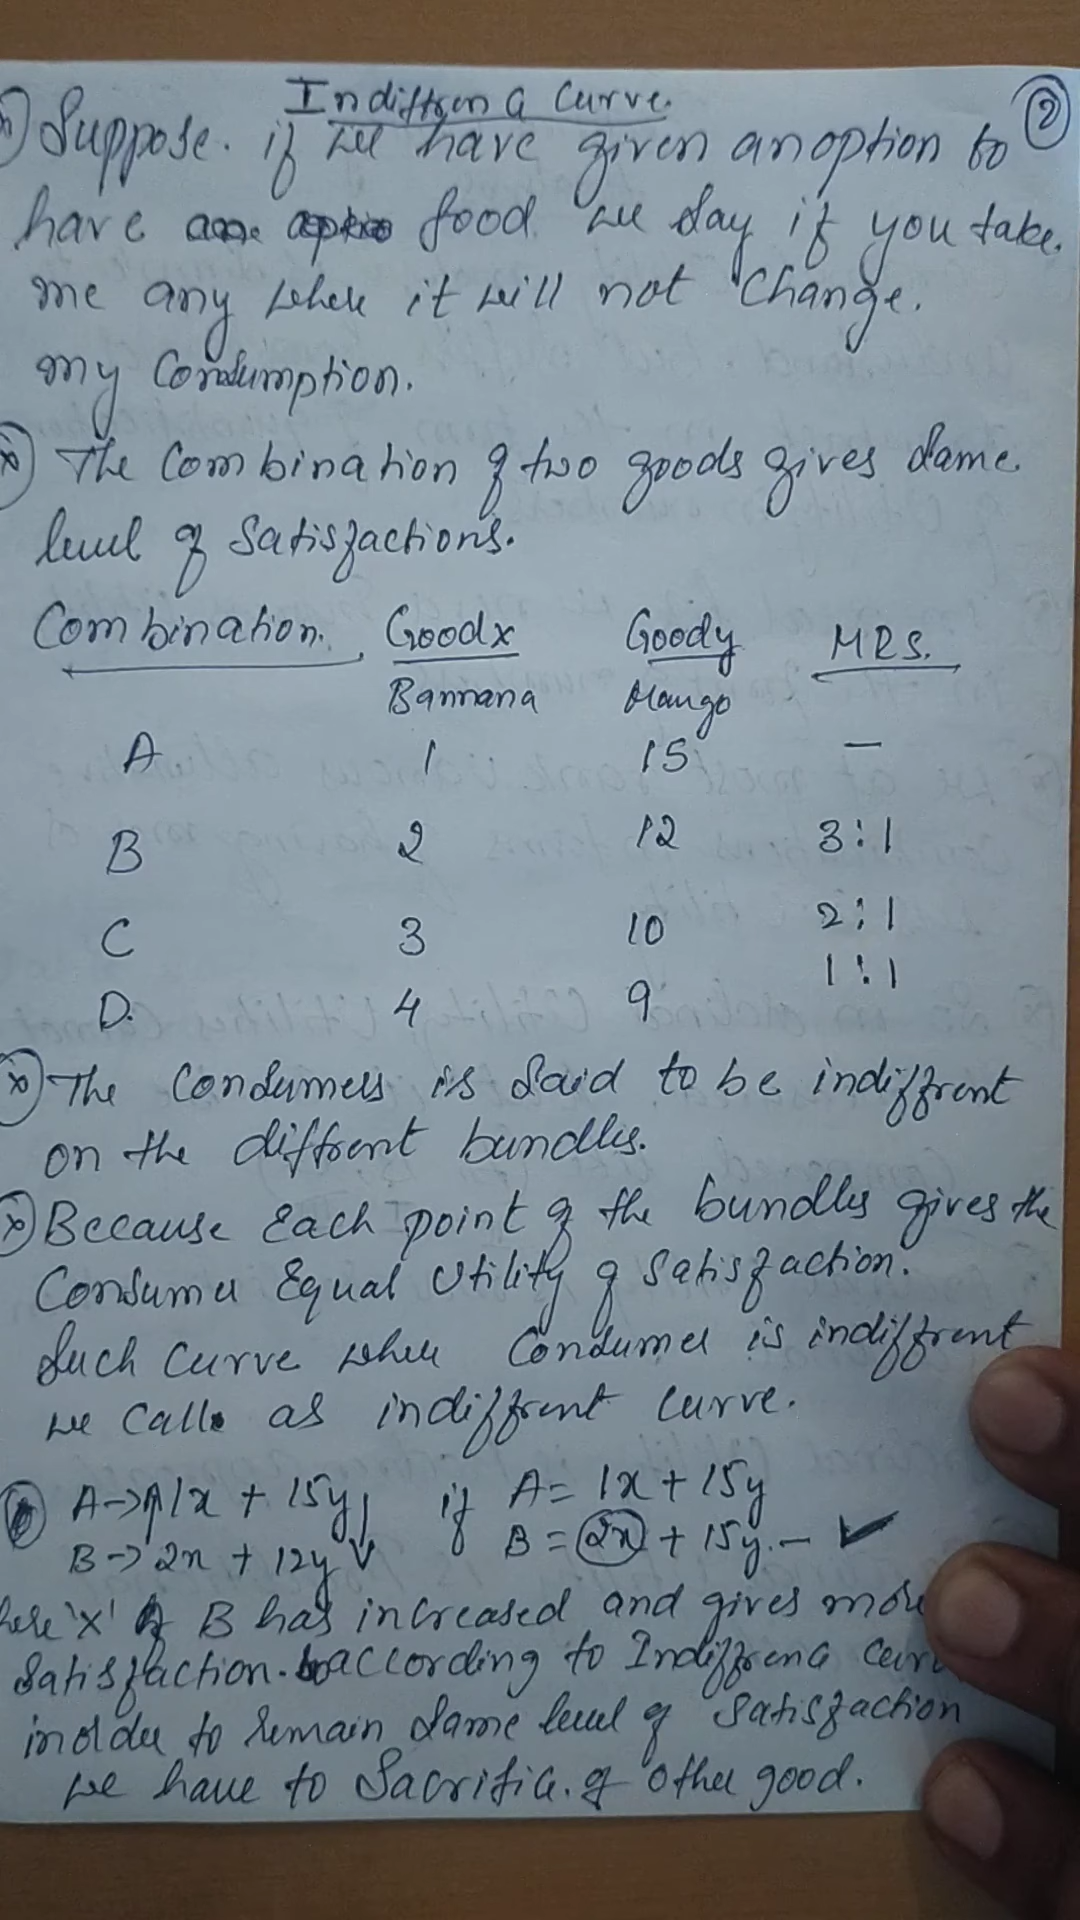 Indiffrence Curve.
②
Suppose. if we have given an option to
have food we say if you take
me any where it will not Change.
my Consumption.
The Combination of two goods gives same
level of Satisfactions.
Combination. Good x Good y MRS.
Bannana Mango
A 1 15 —
B 2 12 3:1
C 3 10 2:1
D. 4 9 1:1
The Consumers is said to be indiffrent
on the diffrent bundles.
Because each point of the bundles gives the
Consumer Equal Utility of Satisfaction.
Such Curve where Consumer is indiffrent
we call as indiffrent curve.
A→↑1x + 15y↓ if A = 1x + 15y
B→2x + 12y B = 2x + 15y. – ✓
here 'x' of B has increased and gives more
Satisfaction. according to Indiffrence
inorder to remain same level of Satisfaction
we have to Sacrifice. of other good.